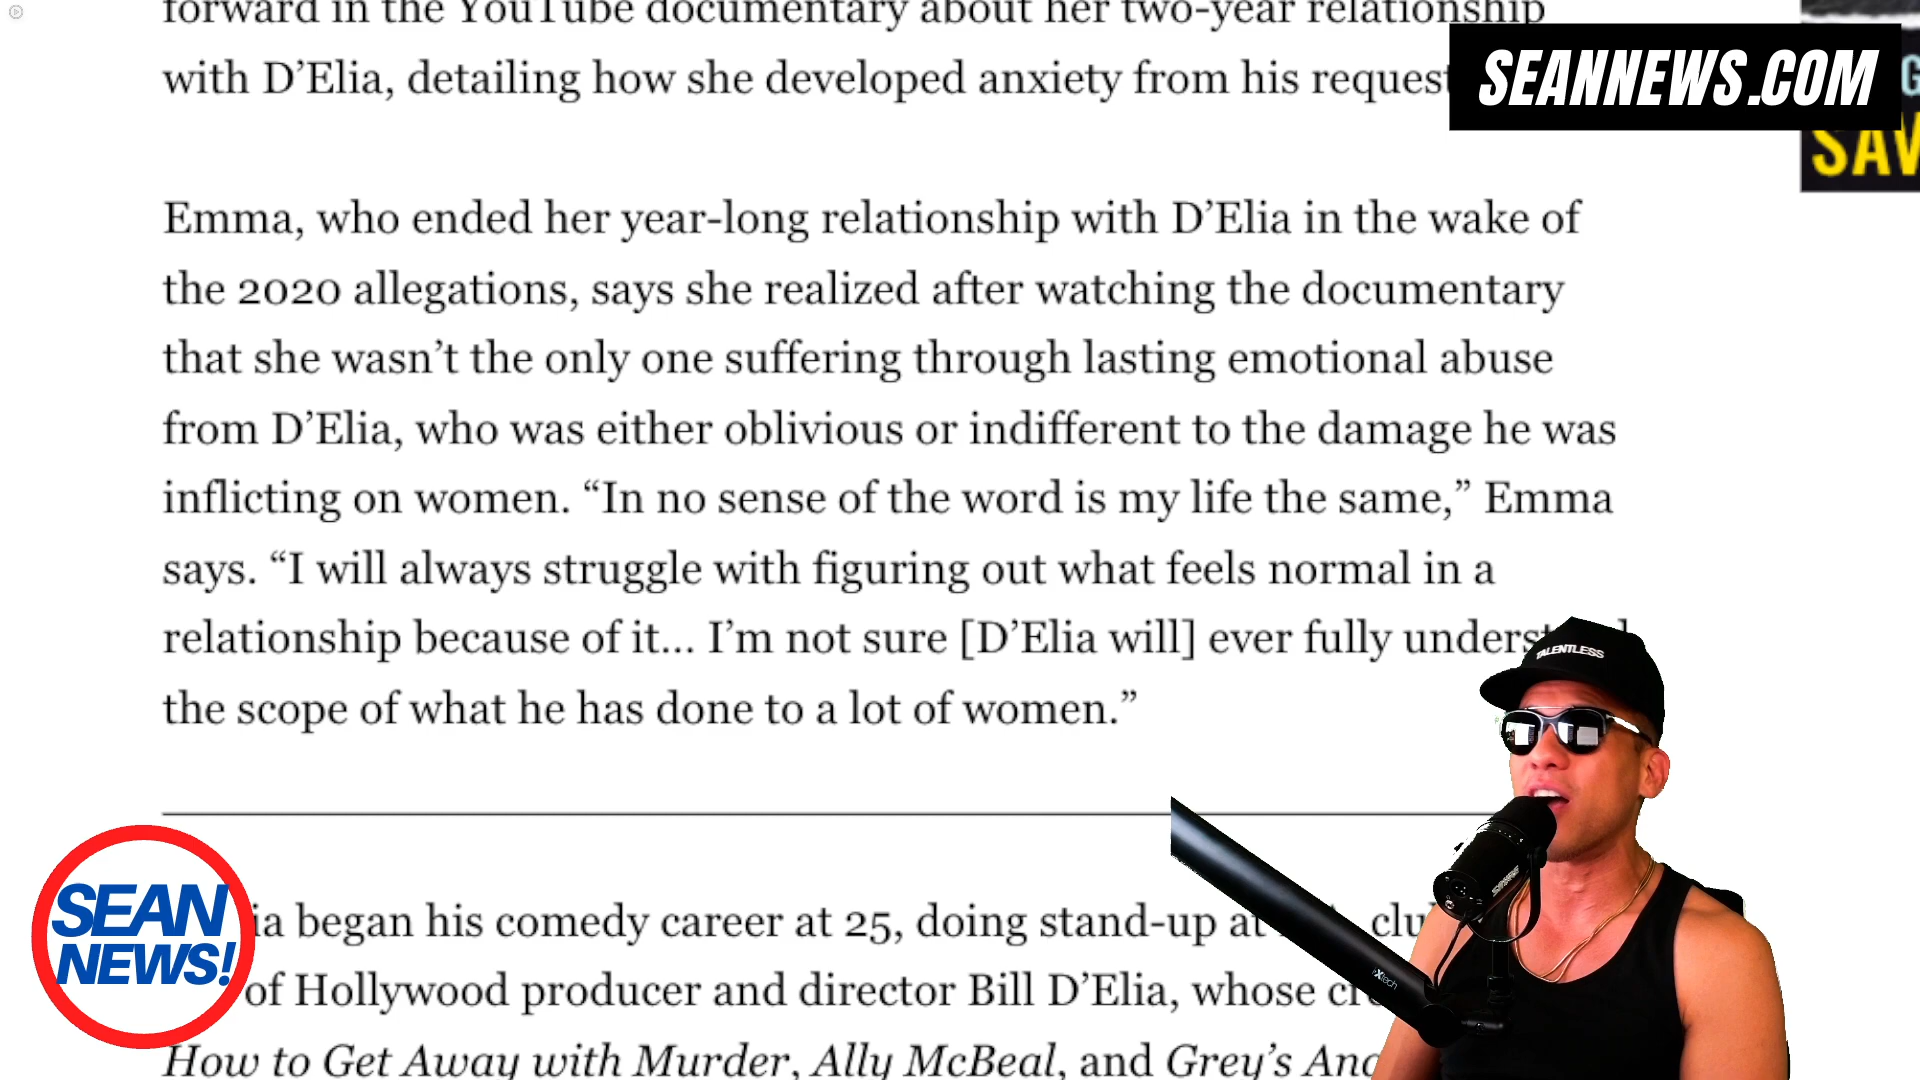 forward in the YouTube documentary about her two-year relationship
SEANNEWS.COM
with D’Elia, detailing how she developed anxiety from his request
SAV
Emma, who ended her year-long relationship with D’Elia in the wake of
the 2020 allegations, says she realized after watching the documentary
that she wasn’t the only one suffering through lasting emotional abuse
from D’Elia, who was either oblivious or indifferent to the damage he was
inflicting on women. “In no sense of the word is my life the same,” Emma
says. “I will always struggle with figuring out what feels normal in a
relationship because of it... I’m not sure [D’Elia will] ever fully
the scope of what he has done to a lot of women.”
TALENTLESS
SEAN
NEWS!
ia began his comedy career at 25, doing stand-up at
of Hollywood producer and director Bill D’Elia, whose
How to Get Away with Murder, Ally McBeal, and Grey’s